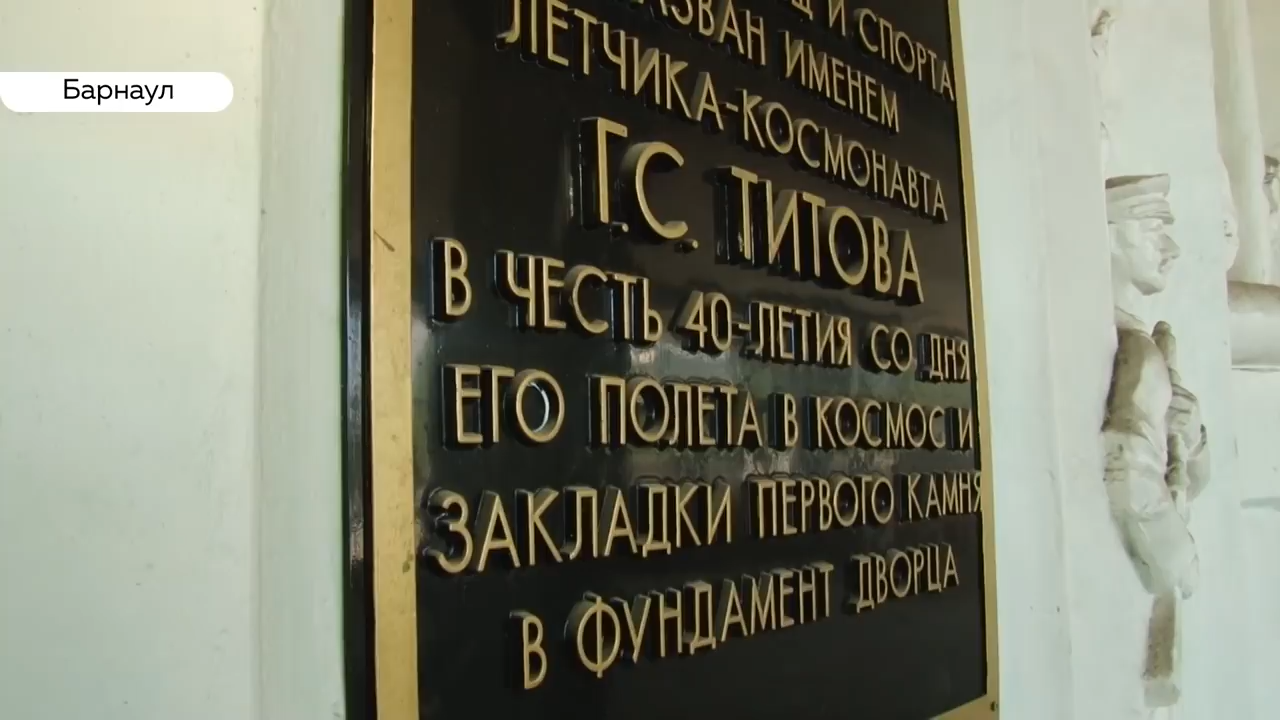 Барнаул
И СПОРТА
НАЗВАН ИМЕНЕМ
ЛЕТЧИКА-КОСМОНАВТА
Г.С. ТИТОВА
В ЧЕСТЬ 40-ЛЕТИЯ СО ДНЯ
ЕГО ПОЛЕТА В КОСМОС И
ЗАКЛАДКИ ПЕРВОГО КАМНЯ
В ФУНДАМЕНТ ДВОРЦА